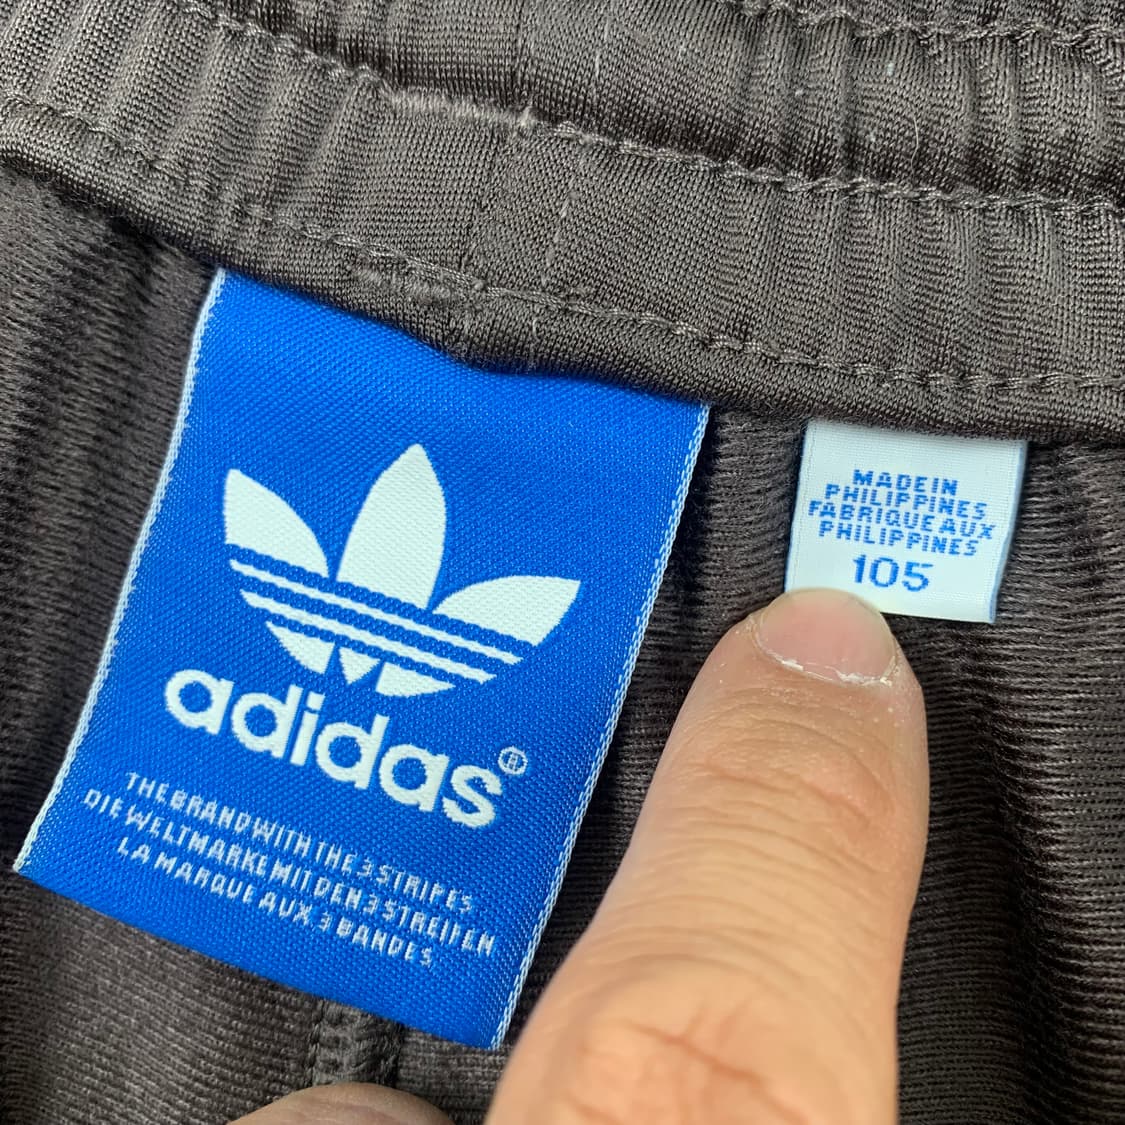 adidas®
THE BRAND WITH THE 3 STRIPES
DIE WELTMARKE MIT DEN 3 STREIFEN
LA MARQUE AUX 3 BANDES
MADE IN
PHILIPPINES
FABRIQUE AUX
PHILIPPINES
105